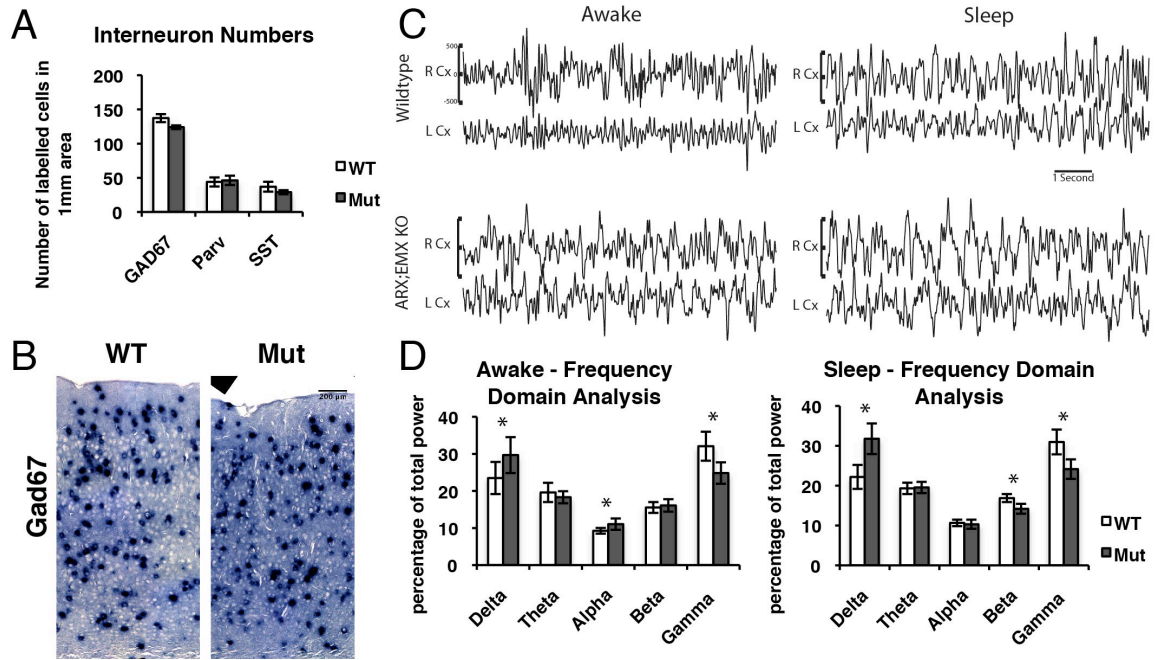 A
Interneuron Numbers
Number of labelled cells in
1mm area
200
150
100
50
0
GAD67
Parv
SST
WT
Mut
B
WT
Mut
Gad67
200 µm
C
Awake
Sleep
Wildtype
500
R Cx
0
-500
L Cx
R Cx
L Cx
1 Second
ARX;EMX KO
R Cx
L Cx
R Cx
L Cx
D
Awake - Frequency
Domain Analysis
percentage of total power
40
30
20
10
0
*
*
*
Delta
Theta
Alpha
Beta
Gamma
Sleep - Frequency Domain
Analysis
percentage of total power
40
30
20
10
0
*
*
*
Delta
Theta
Alpha
Beta
Gamma
WT
Mut